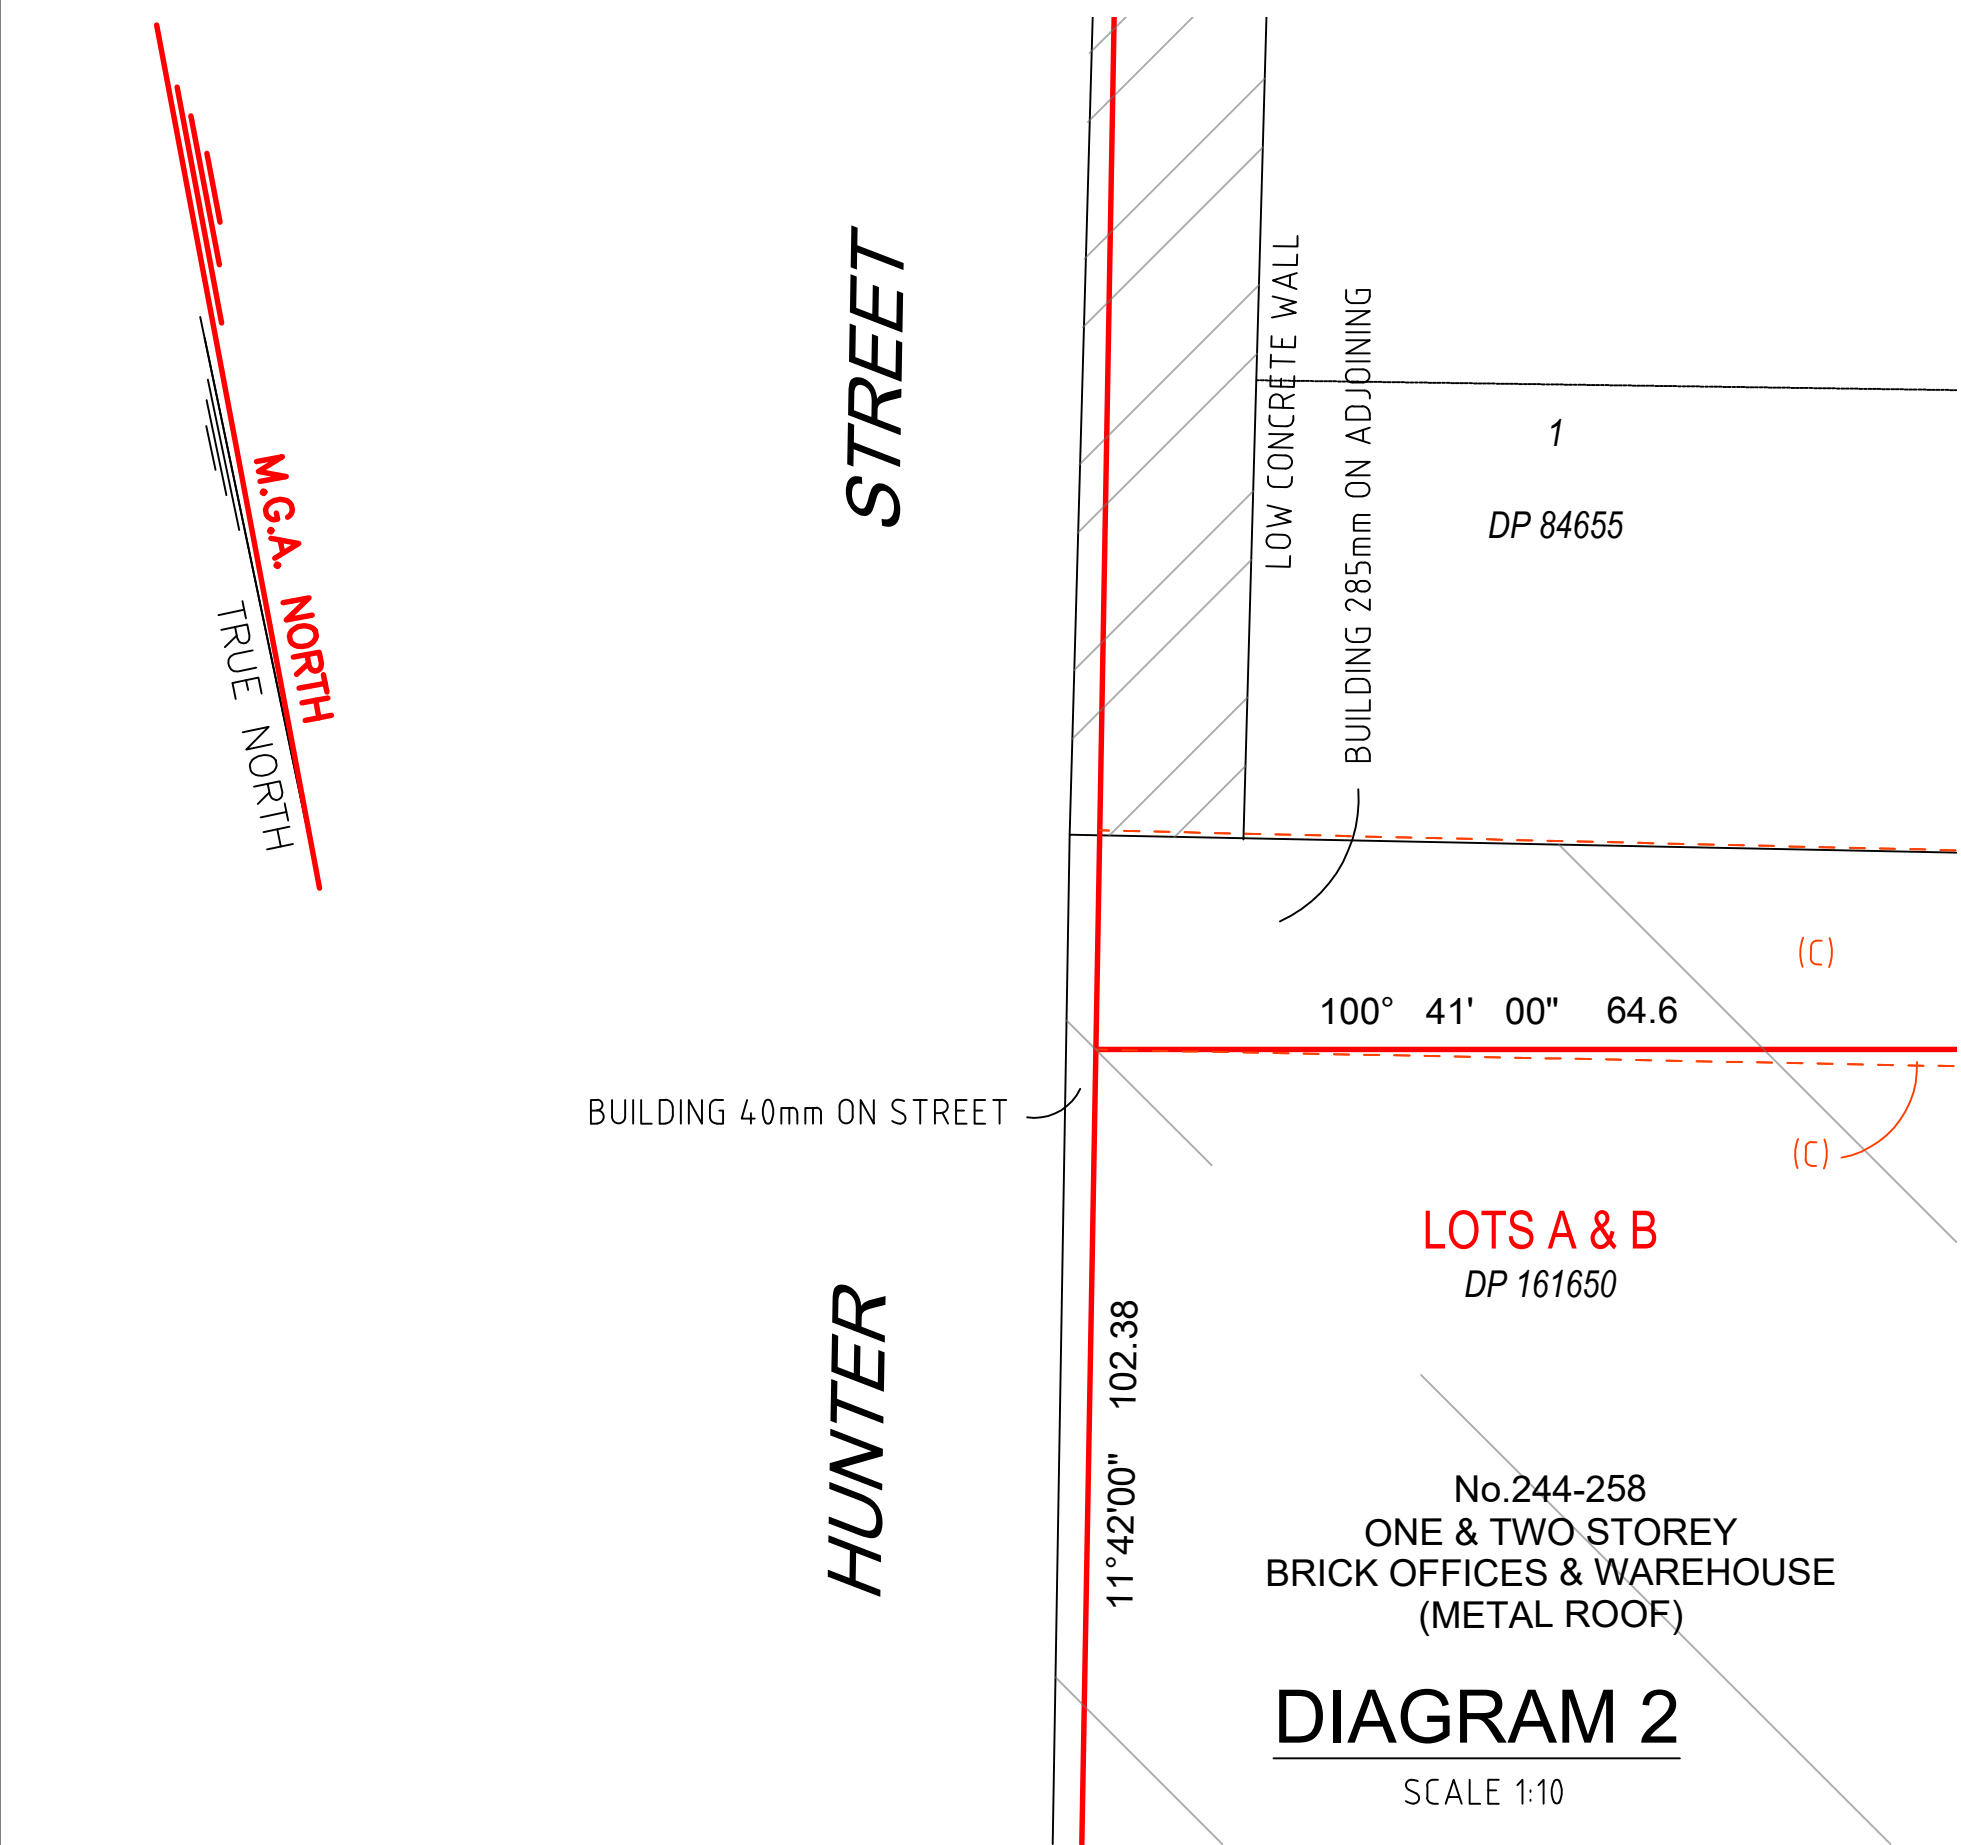 M.G.A. NORTH
TRUE NORTH
STREET
HUNTER
LOW CONCRETE WALL
BUILDING 285mm ON ADJOINING
1
DP 84655
(C)
100° 41' 00" 64.6
BUILDING 40mm ON STREET
(C)
LOTS A & B
DP 161650
11°42'00" 102.38
No.244-258
ONE & TWO STOREY
BRICK OFFICES & WAREHOUSE
(METAL ROOF)
DIAGRAM 2
SCALE 1:10